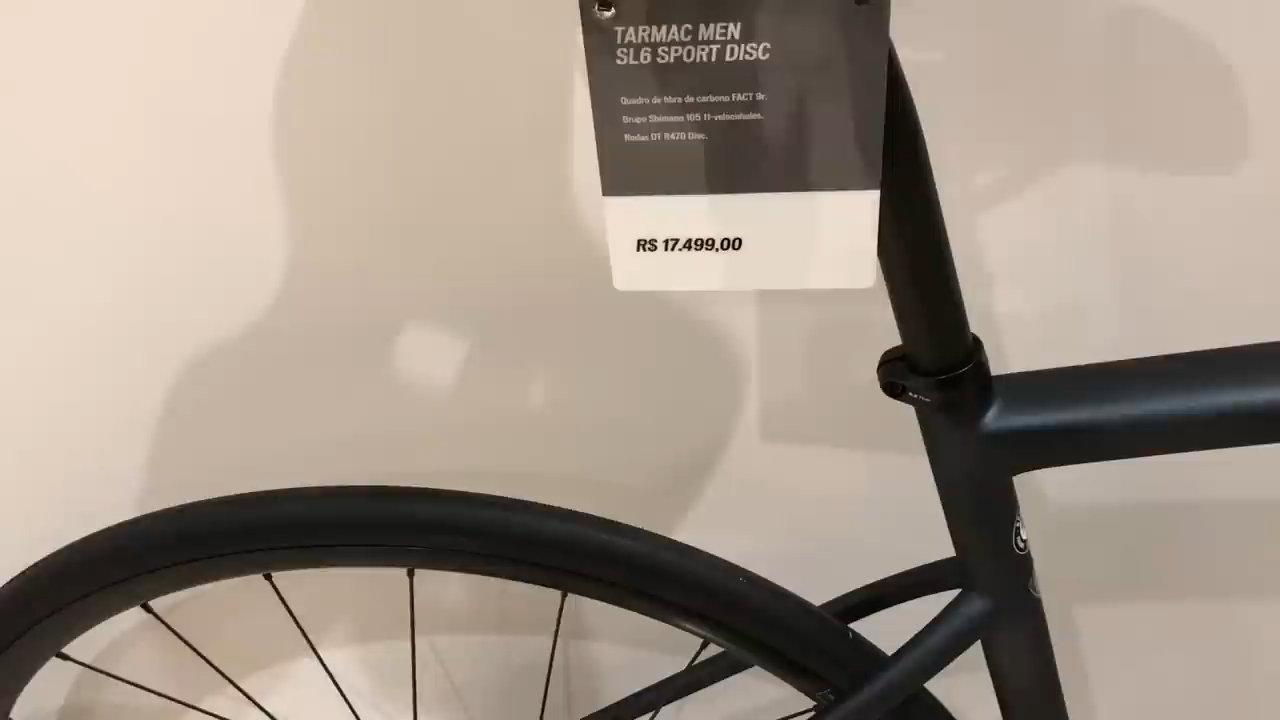 TARMAC MEN
SL6 SPORT DISC
Quadro de fibra de carbono FACT 9r.
Grupo Shimano 105 11-velocidades.
Rodas DT R470 Disc.
R$ 17.499,00